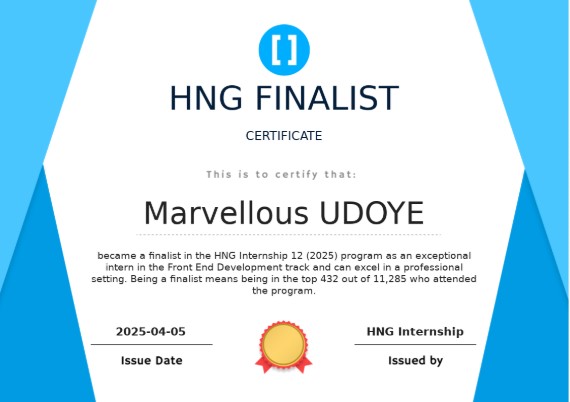 [ ]
HNG FINALIST
CERTIFICATE
This is to certify that:
Marvellous UDOYE
became a finalist in the HNG Internship 12 (2025) program as an exceptional
intern in the Front End Development track and can excel in a professional
setting. Being a finalist means being in the top 432 out of 11,285 who attended
the program.
2025-04-05
HNG Internship
Issue Date
Issued by